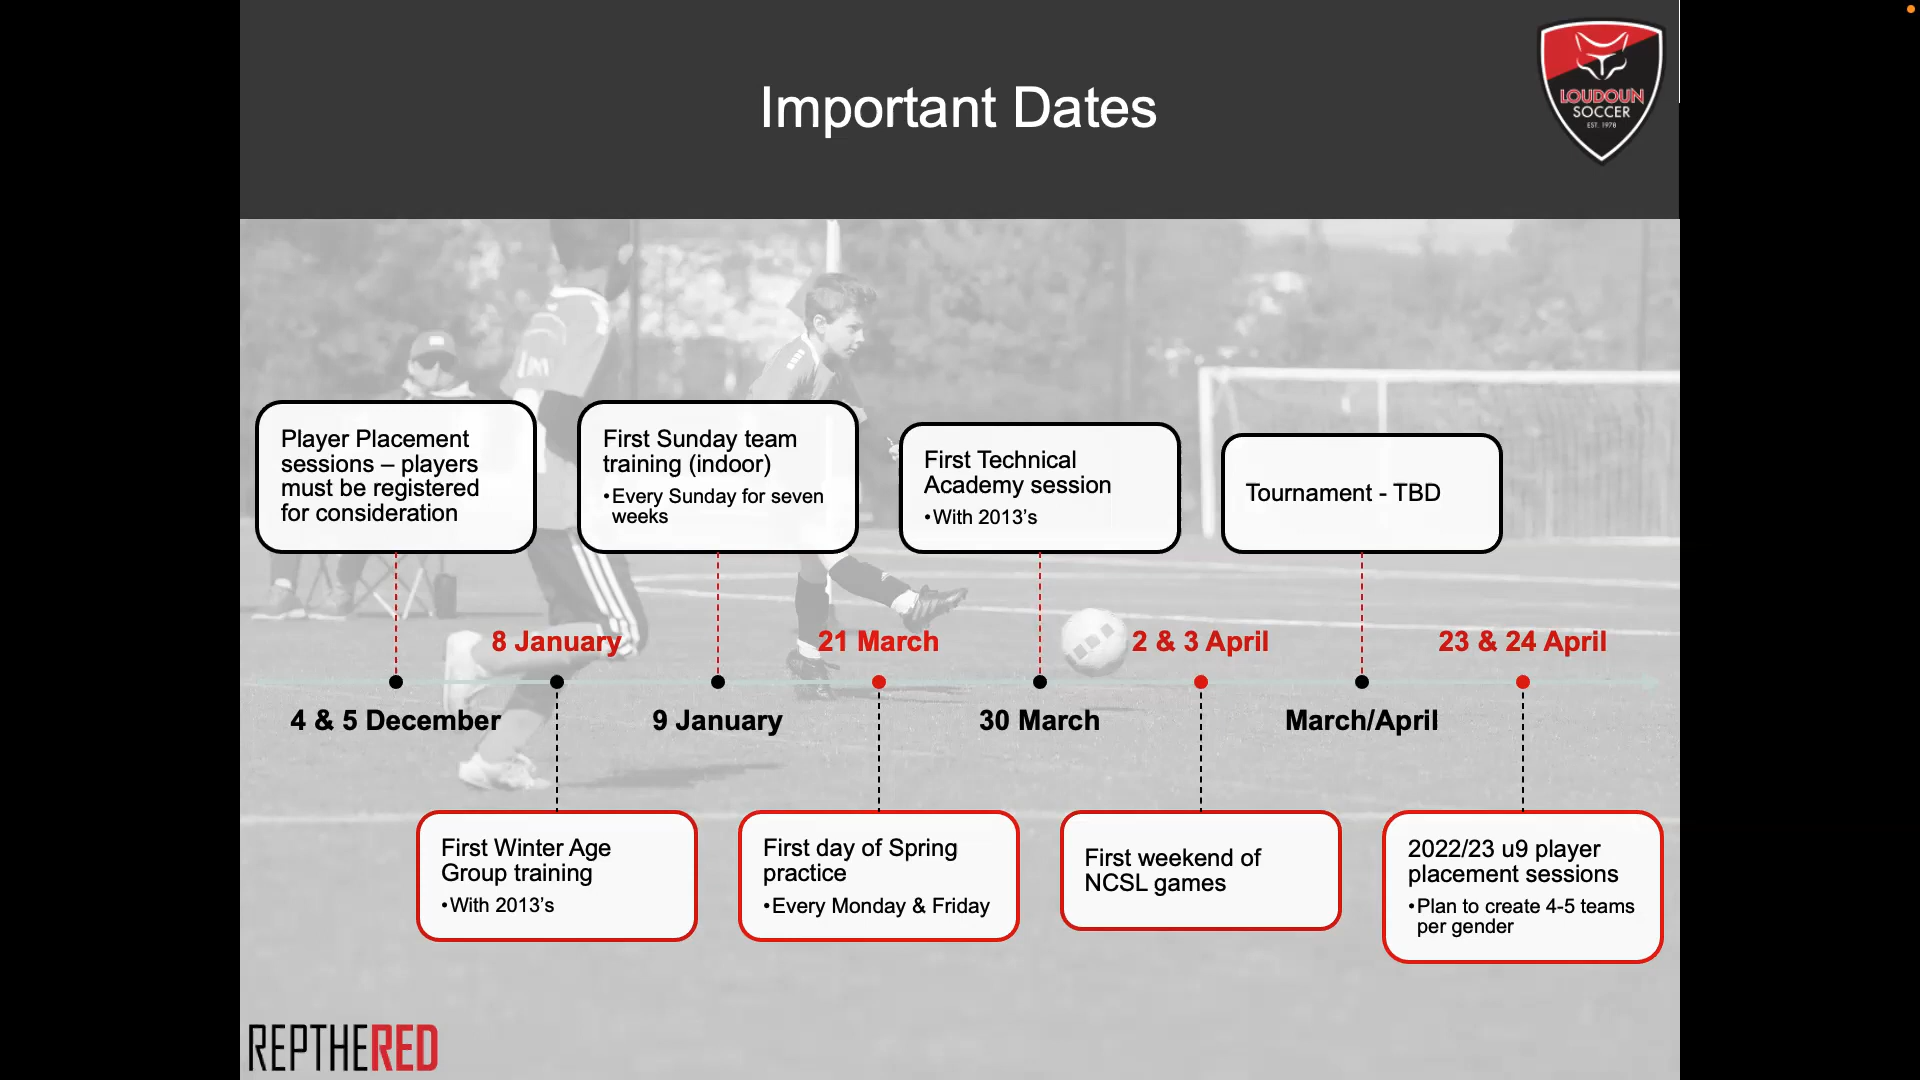 Important Dates
LOUDOUN
SOCCER
EST. 1978
Player Placement
sessions – players
must be registered
for consideration
First Sunday team
training (indoor)
•Every Sunday for seven
weeks
First Technical
Academy session
•With 2013’s
Tournament - TBD
8 January
21 March
2 & 3 April
23 & 24 April
4 & 5 December
9 January
30 March
March/April
First Winter Age
Group training
•With 2013’s
First day of Spring
practice
•Every Monday & Friday
First weekend of
NCSL games
2022/23 u9 player
placement sessions
•Plan to create 4-5 teams
per gender
REPTHERED